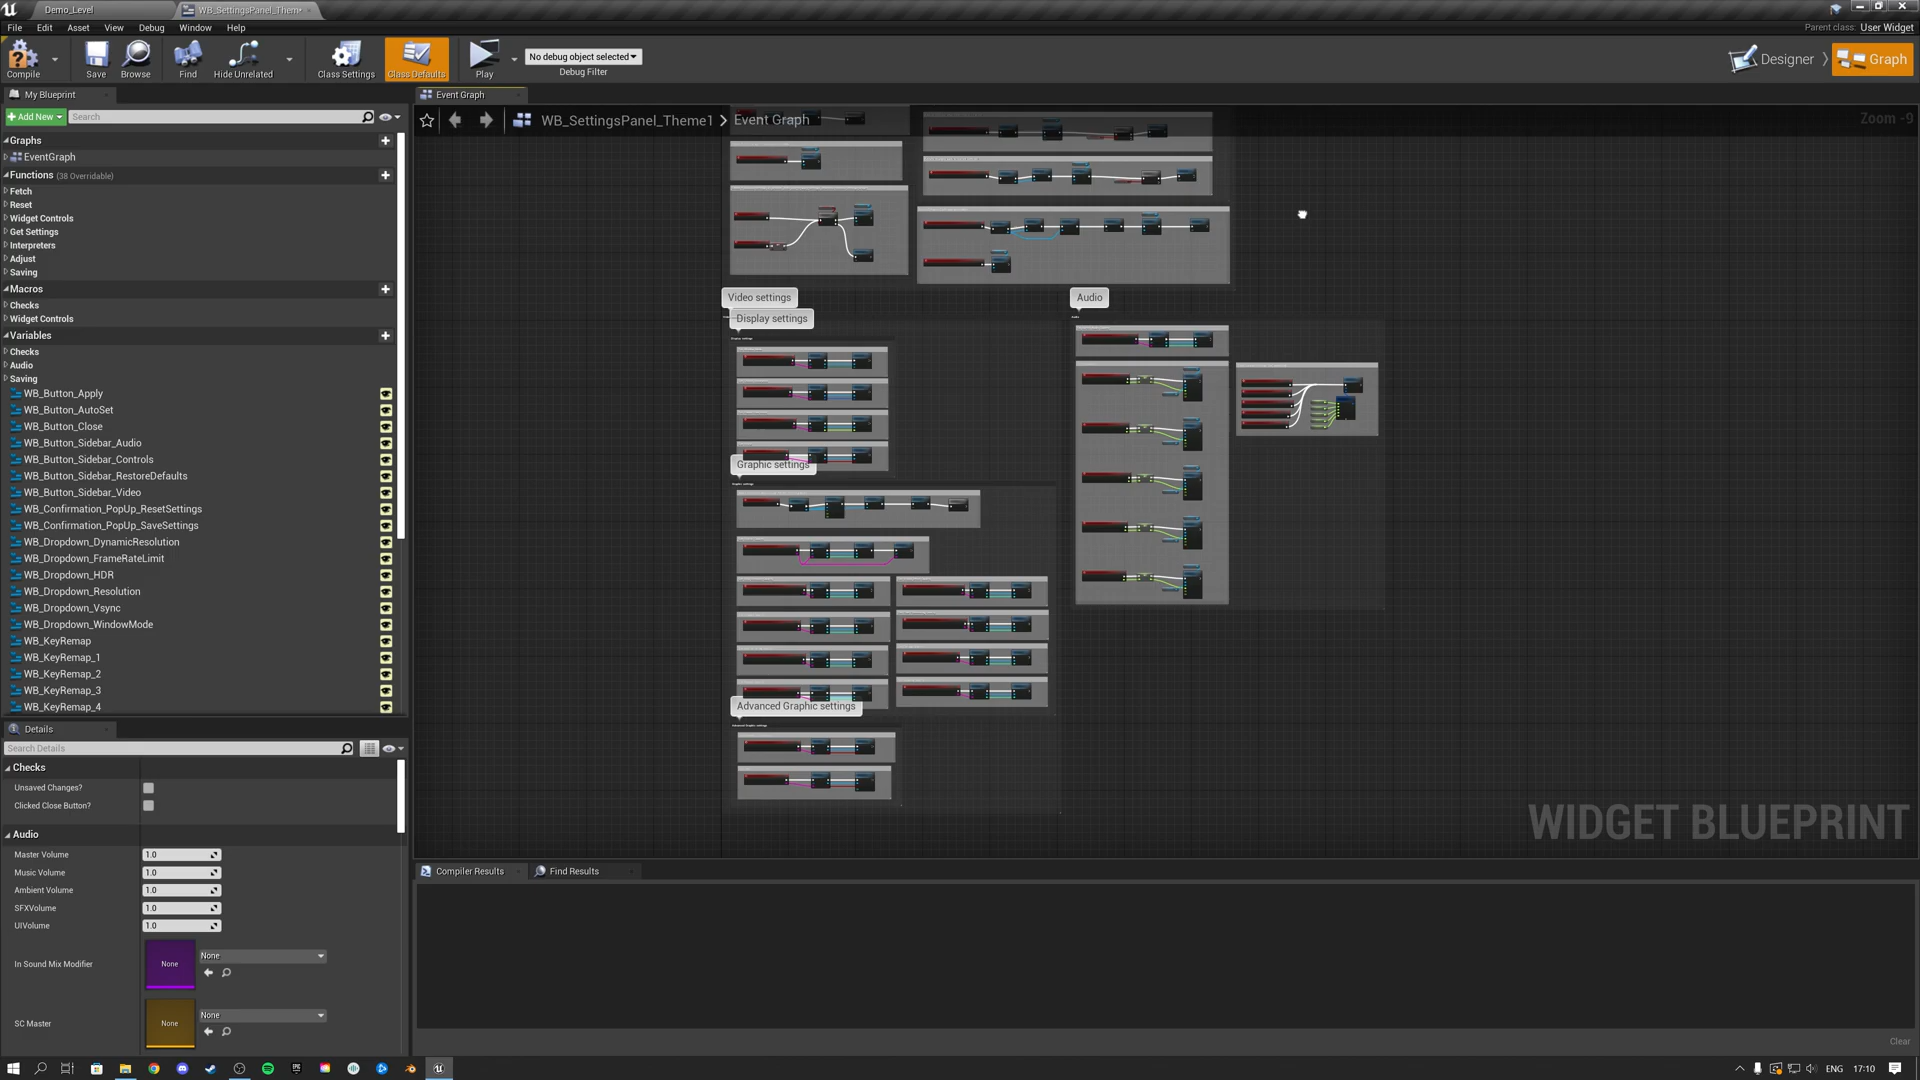 Demo_Level
WB_SettingsPanel_Them
File
Edit
Asset
View
Debug
Window
Help
Parent class: User Widget
Compile
Save
Browse
Find
Hide Unrelated
Class Settings
Class Defaults
Play
No debug object selected
Debug Filter
Designer
Graph
My Blueprint
Event Graph
Add New
Search
WB_SettingsPanel_Theme1 > Event Graph
Zoom -9
Graphs
EventGraph
Functions (38 Overridable)
Fetch
Reset
Widget Controls
Get Settings
Interpreters
Adjust
Saving
Macros
Checks
Widget Controls
Variables
Checks
Audio
Saving
WB_Button_Apply
WB_Button_AutoSet
WB_Button_Close
WB_Button_Sidebar_Audio
WB_Button_Sidebar_Controls
WB_Button_Sidebar_RestoreDefaults
WB_Button_Sidebar_Video
WB_Confirmation_PopUp_ResetSettings
WB_Confirmation_PopUp_SaveSettings
WB_Dropdown_DynamicResolution
WB_Dropdown_FrameRateLimit
WB_Dropdown_HDR
WB_Dropdown_Resolution
WB_Dropdown_Vsync
WB_Dropdown_WindowMode
WB_KeyRemap
WB_KeyRemap_1
WB_KeyRemap_2
WB_KeyRemap_3
WB_KeyRemap_4
Video settings
Display settings
Audio
Graphic settings
Advanced Graphic settings
WIDGET BLUEPRINT
Details
Search Details
Checks
Unsaved Changes?
Clicked Close Button?
Audio
Master Volume
1.0
Music Volume
1.0
Ambient Volume
1.0
SFXVolume
1.0
UIVolume
1.0
In Sound Mix Modifier
None
None
SC Master
None
None
Compiler Results
Find Results
Clear
ENG
17:10